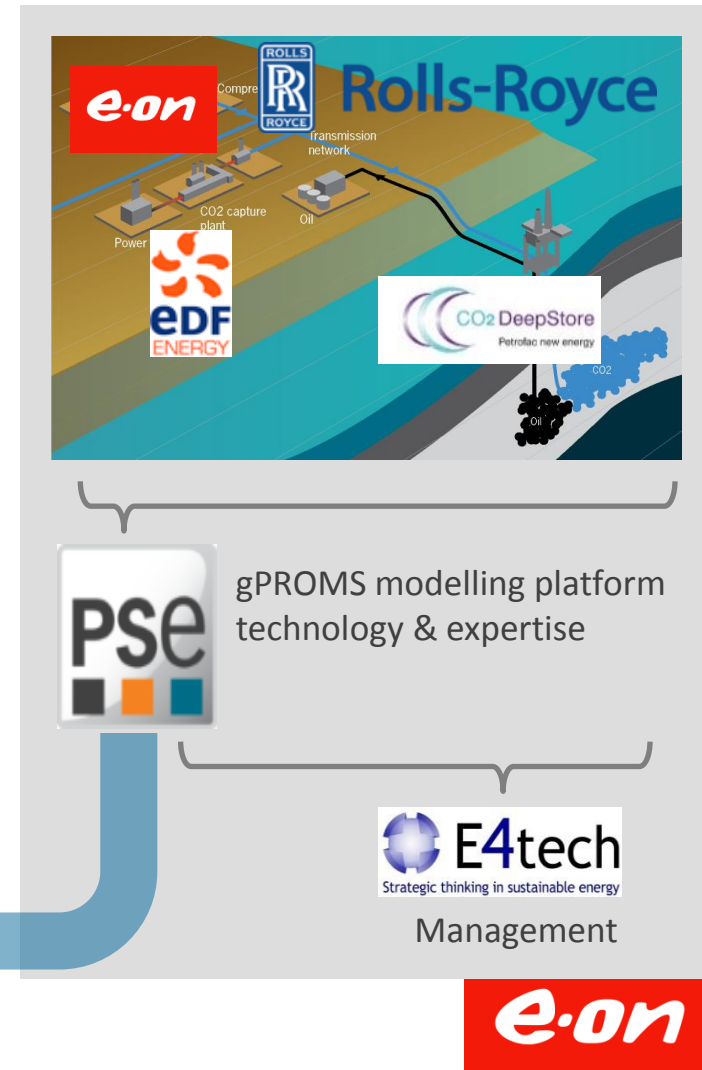 ROLLS
RR
ROYCE
Rolls-Royce
e·on
Compre
Transmission
network
CO2 capture
plant
Oil
Power
eDF
ENERGY
CO2 DeepStore
Petrofac new energy
CO2
Oil
PSe
gPROMS modelling platform
technology & expertise
E4tech
Strategic thinking in sustainable energy
Management
e·on